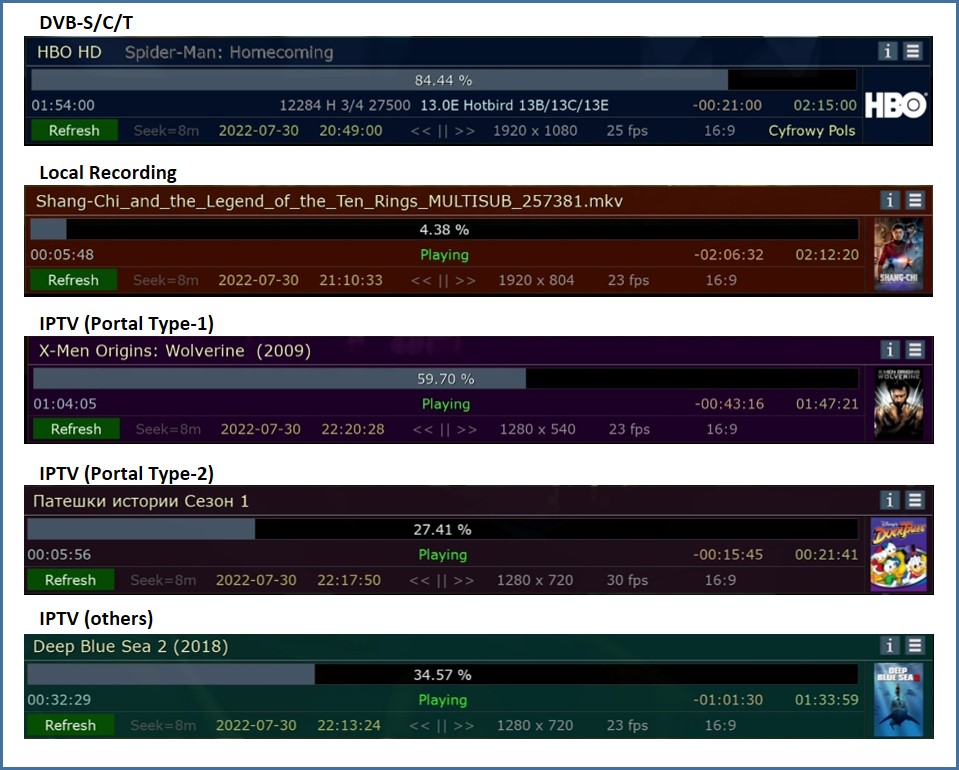 DVB-S/C/T
HBO HD Spider-Man: Homecoming i
84.44 %
01:54:00 12284 H 3/4 27500 13.0E Hotbird 13B/13C/13E -00:21:00 02:15:00 HBO
Refresh Seek=8m 2022-07-30 20:49:00 << || >> 1920 x 1080 25 fps 16:9 Cyfrowy Pols
Local Recording
Shang-Chi_and_the_Legend_of_the_Ten_Rings_MULTISUB_257381.mkv i
4.38 %
00:05:48 Playing -02:06:32 02:12:20
Refresh Seek=8m 2022-07-30 21:10:33 << || >> 1920 x 804 23 fps 16:9 SHANG-CHI
IPTV (Portal Type-1)
X-Men Origins: Wolverine (2009) i
59.70 % X-MEN ORIGINS
WOLVERINE
01:04:05 Playing -00:43:16 01:47:21
Refresh Seek=8m 2022-07-30 22:20:28 << || >> 1280 x 540 23 fps 16:9
IPTV (Portal Type-2)
Патешки истории Сезон 1 i
27.41 % Disney's
DUCKTALES
00:05:56 Playing -00:15:45 00:21:41
Refresh Seek=8m 2022-07-30 22:17:50 << || >> 1280 x 720 30 fps 16:9
IPTV (others)
Deep Blue Sea 2 (2018) i
34.57 % DEEP
BLUE SEA 2
00:32:29 Playing -01:01:30 01:33:59
Refresh Seek=8m 2022-07-30 22:13:24 << || >> 1280 x 720 23 fps 16:9